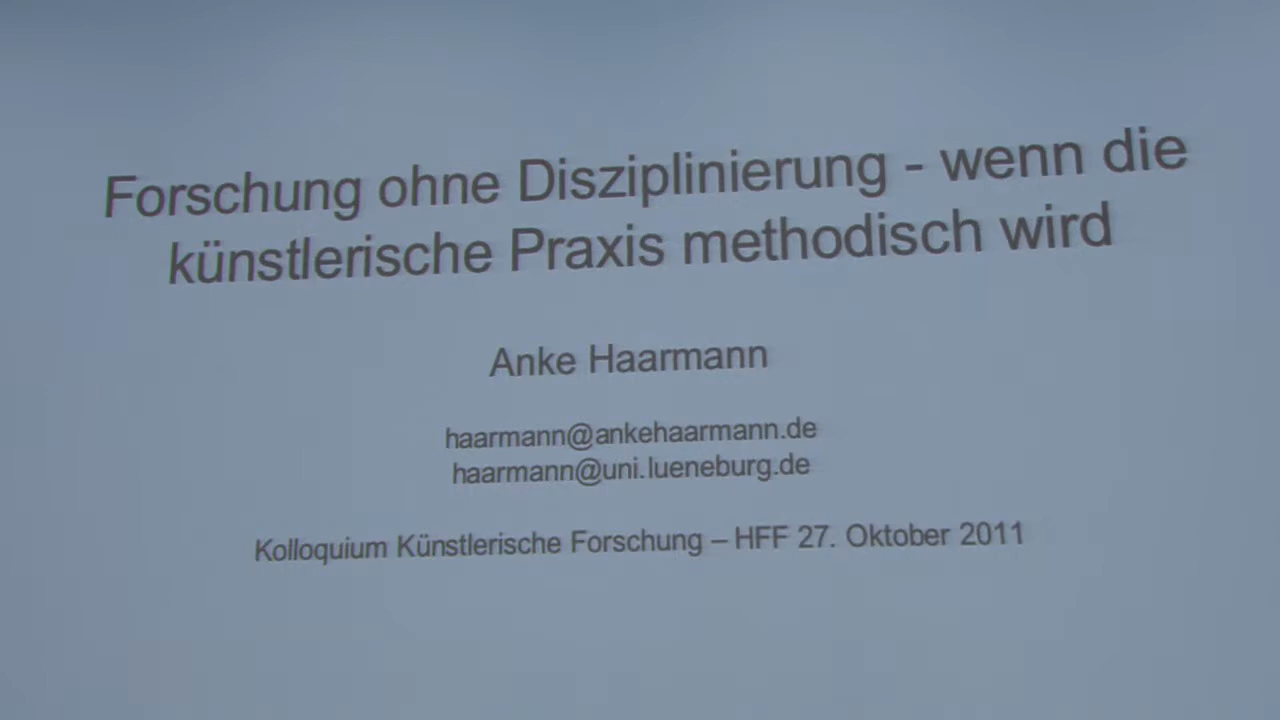 Forschung ohne Disziplinierung - wenn die
künstlerische Praxis methodisch wird
Anke Haarmann
haarmann@ankehaarmann.de
haarmann@uni.lueneburg.de
Kolloquium Künstlerische Forschung – HFF 27. Oktober 2011